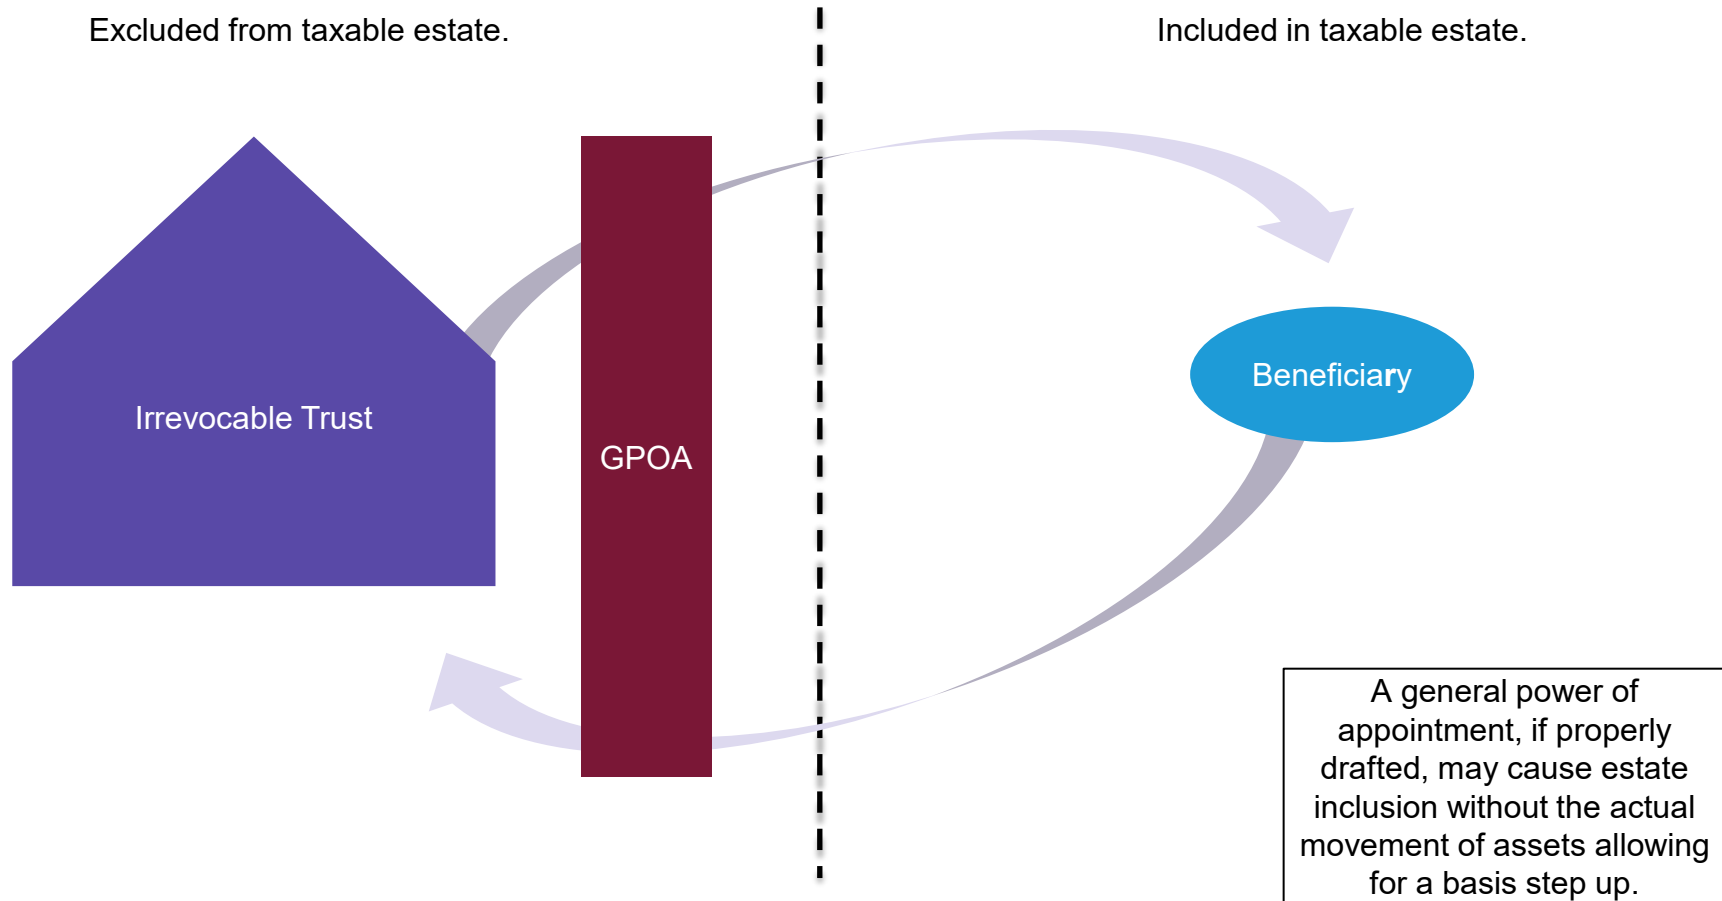 Excluded from taxable estate.
Included in taxable estate.
Irrevocable Trust
GPOA
Beneficiary
A general power of
appointment, if properly
drafted, may cause estate
inclusion without the actual
movement of assets allowing
for a basis step up.